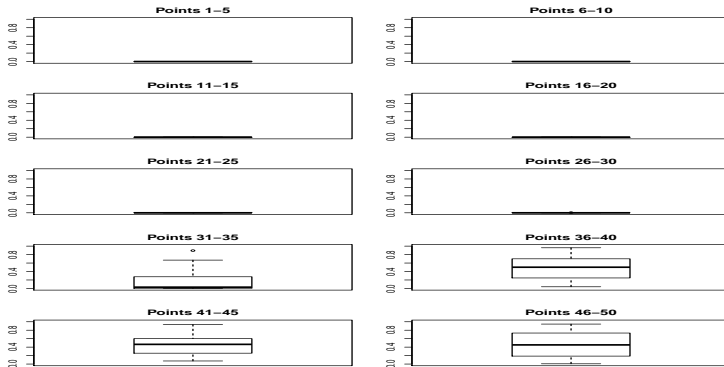 Points 1–5
0.0 0.4 0.8
Points 6–10
0.0 0.4 0.8
Points 11–15
0.0 0.4 0.8
Points 16–20
0.0 0.4 0.8
Points 21–25
0.0 0.4 0.8
Points 26–30
0.0 0.4 0.8
Points 31–35
0.0 0.4 0.8
Points 36–40
0.0 0.4 0.8
Points 41–45
0.0 0.4 0.8
Points 46–50
0.0 0.4 0.8